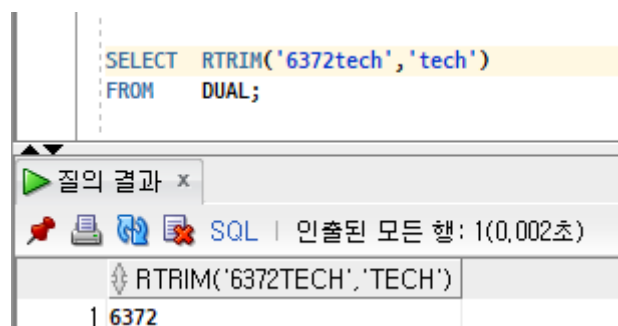 SELECT RTRIM('6372tech','tech')
FROM DUAL;
질의 결과 ×
SQL | 인출된 모든 행: 1(0,002초)
RTRIM('6372TECH','TECH')
1 6372